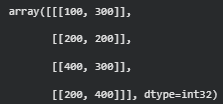 array([[[100, 300]],
[[200, 200]],
[[400, 300]],
[[200, 400]]], dtype=int32)